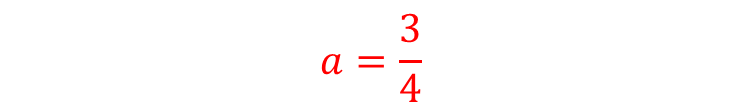 a = 3/4